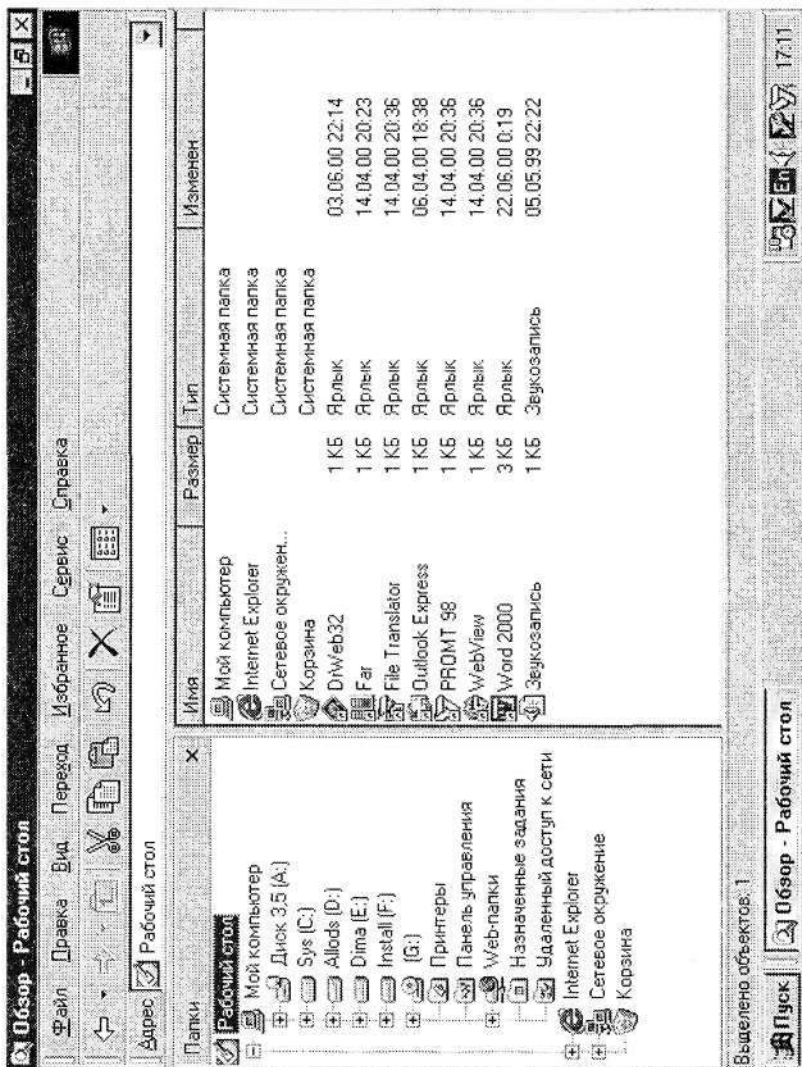 Обзор - Рабочий стол
Файл Правка Вид Переход Избранное Сервис Справка
Адрес Рабочий стол
Папки
Рабочий стол
Мой компьютер
Диск 3,5 (A:)
Sys (C:)
Allods (D:)
Dima (E:)
Install (F:)
(G:)
Принтеры
Панель управления
Web-папки
Назначенные задания
Удаленный доступ к сети
Internet Explorer
Сетевое окружение
Корзина
Имя Размер Тип Изменен
Мой компьютер Системная папка
Internet Explorer Системная папка
Сетевое окружен... Системная папка
Корзина Системная папка
DrWeb32 1 КБ Ярлык 03.06.00 22:14
Far 1 КБ Ярлык 14.04.00 20:23
File Translator 1 КБ Ярлык 14.04.00 20:36
Outlook Express 1 КБ Ярлык 06.04.00 18:38
PROMT 98 1 КБ Ярлык 14.04.00 20:36
WebView 1 КБ Ярлык 14.04.00 20:36
Word 2000 3 КБ Ярлык 22.06.00 0:19
Звукозапись 1 КБ Звукозапись 05.05.99 22:22
Выделено объектов: 1
Пуск Обзор - Рабочий стол En 17:11